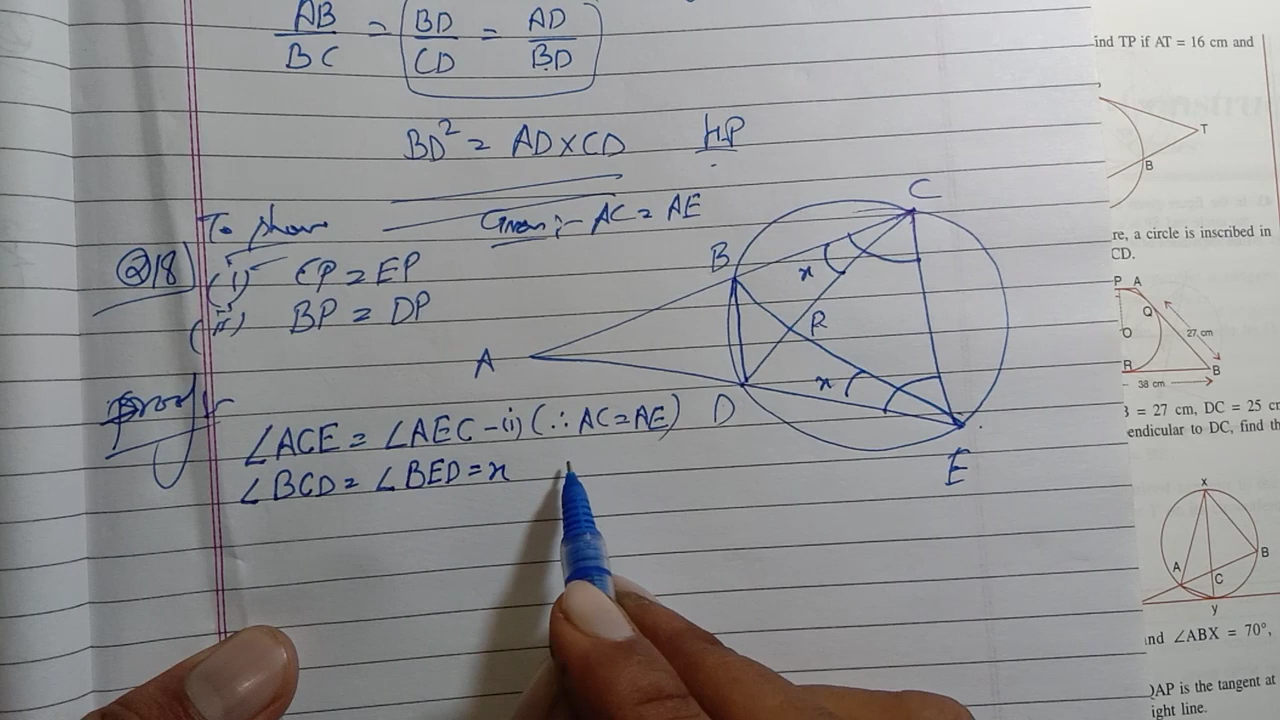 AB/BC = BD/CD = AD/BD
BD² = AD×CD HP
To show
Given:- AC = AE
Q18) (i) CP = EP
(ii) BP = DP
Proof:-
∠ACE = ∠AEC -(i) (∴ AC = AE)
∠BCD = ∠BED = x
A
B
C
D
E
R
x
x
ind TP if AT = 16 cm and
T
B
re, a circle is inscribed in
CD.
P A
Q
O
27 cm
R
B
38 cm
= 27 cm, DC = 25 cm
endicular to DC, find th
x
A
B
C
y
nd ∠ABX = 70°,
AP is the tangent at
ight line.